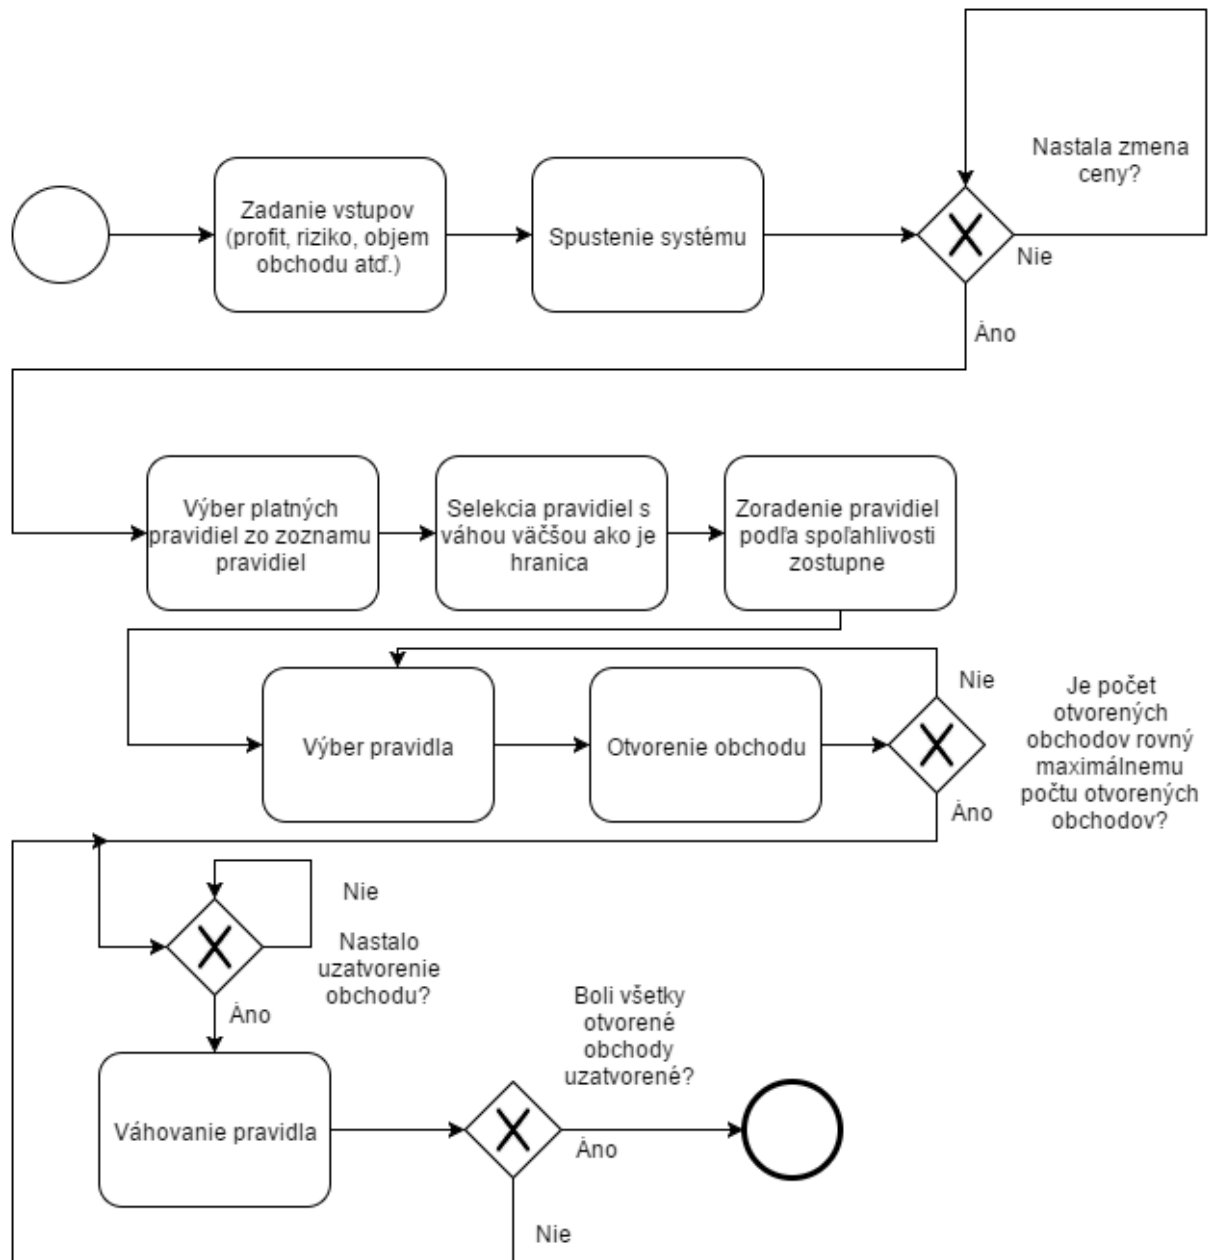 Nastala zmena
ceny?
Zadanie vstupov
(profit, riziko, objem
obchodu atď.)
Spustenie systému
Nie
Áno
Výber platných
pravidiel zo zoznamu
pravidiel
Selekcia pravidiel s
váhou väčšou ako je
hranica
Zoradenie pravidiel
podľa spoľahlivosti
zostupne
Výber pravidla
Otvorenie obchodu
Nie
Áno
Je počet
otvorených
obchodov rovný
maximálnemu
počtu otvorených
obchodov?
Nie
Nastalo
uzatvorenie
obchodu?
Áno
Váhovanie pravidla
Boli všetky
otvorené
obchody
uzatvorené?
Áno
Nie